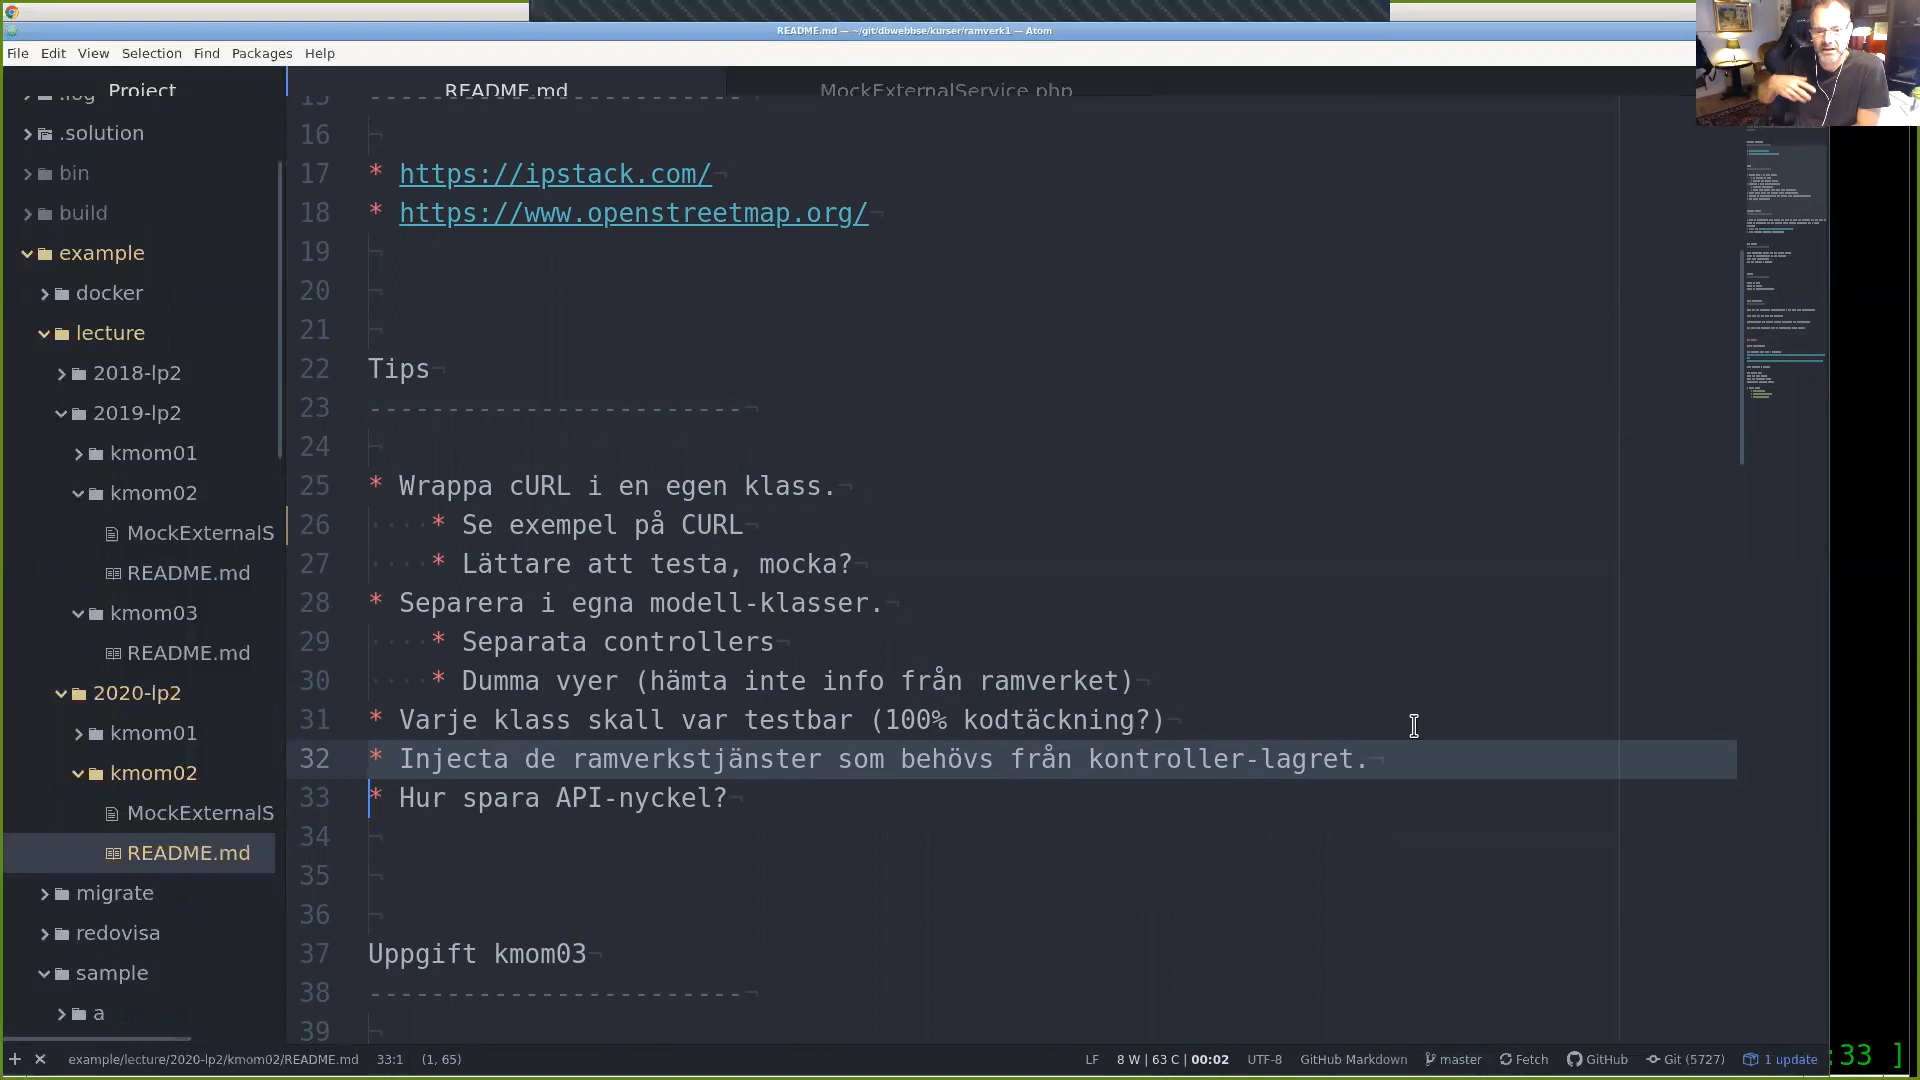 README.md — ~/git/dbwebbse/kurser/ramverk1 — Atom
File Edit View Selection Find Packages Help
Project
README.md
MockExternalService.php
.log
.solution
bin
build
example
docker
lecture
2018-lp2
2019-lp2
kmom01
kmom02
MockExternalS
README.md
kmom03
README.md
2020-lp2
kmom01
kmom02
MockExternalS
README.md
migrate
redovisa
sample
a
15 ------------------------
16
17 * https://ipstack.com/
18 * https://www.openstreetmap.org/
19
20
21
22 Tips
23 ------------------------
24
25 * Wrappa cURL i en egen klass.
26 * Se exempel på CURL
27 * Lättare att testa, mocka?
28 * Separera i egna modell-klasser.
29 * Separata controllers
30 * Dumma vyer (hämta inte info från ramverket)
31 * Varje klass skall var testbar (100% kodtäckning?)
32 * Injecta de ramverkstjänster som behövs från kontroller-lagret.
33 * Hur spara API-nyckel?
34
35
36
37 Uppgift kmom03
38 ------------------------
39
example/lecture/2020-lp2/kmom02/README.md 33:1 (1, 65) LF 8 W | 63 C | 00:02 UTF-8 GitHub Markdown master Fetch GitHub Git (5727) 1 update
:33 ]